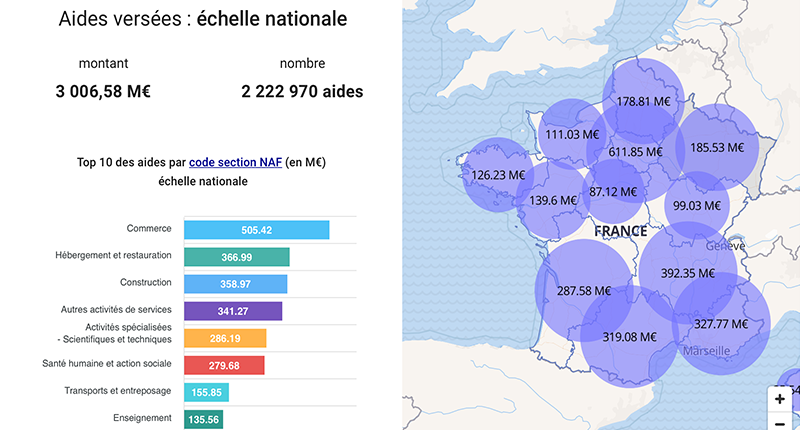 Aides versées : échelle nationale
montant
nombre
3 006,58 M€
2 222 970 aides
Top 10 des aides par code section NAF (en M€)
échelle nationale
Commerce
505.42
Hébergement et restauration
366.99
Construction
358.97
Autres activités de services
341.27
Activités spécialisées
- Scientifiques et techniques
286.19
Santé humaine et action sociale
279.68
Transports et entreposage
155.85
Enseignement
135.56
178.81 M€
111.03 M€
611.85 M€
185.53 M€
126.23 M€
139.6 M€
87.12 M€
99.03 M€
FRANCE
Genève
392.35 M€
287.58 M€
327.77 M€
319.08 M€
Marseille
+
−